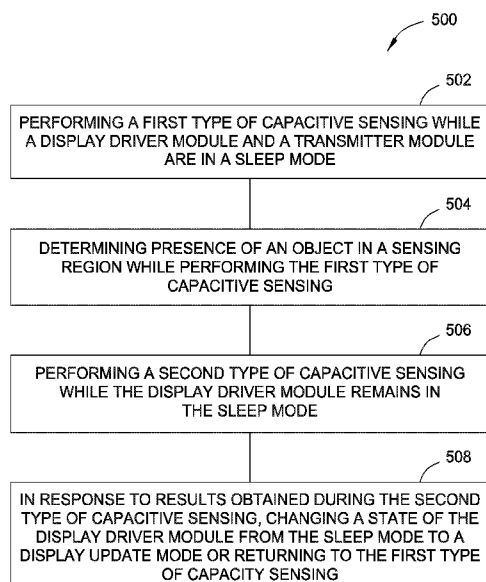 500
502
PERFORMING A FIRST TYPE OF CAPACITIVE SENSING WHILE
A DISPLAY DRIVER MODULE AND A TRANSMITTER MODULE
ARE IN A SLEEP MODE
504
DETERMINING PRESENCE OF AN OBJECT IN A SENSING
REGION WHILE PERFORMING THE FIRST TYPE OF
CAPACITIVE SENSING
506
PERFORMING A SECOND TYPE OF CAPACITIVE SENSING
WHILE THE DISPLAY DRIVER MODULE REMAINS IN
THE SLEEP MODE
508
IN RESPONSE TO RESULTS OBTAINED DURING THE SECOND
TYPE OF CAPACITIVE SENSING, CHANGING A STATE OF THE
DISPLAY DRIVER MODULE FROM THE SLEEP MODE TO A
DISPLAY UPDATE MODE OR RETURNING TO THE FIRST
TYPE OF CAPACITY SENSING